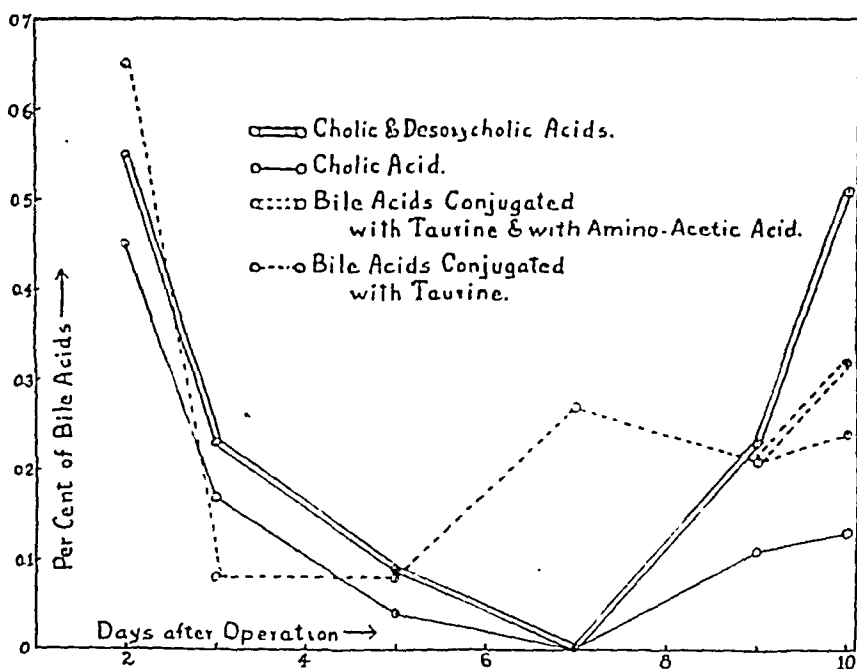 07
06
05
04
03
02
01
0
Cholic & Desoxycholic Acids.
Cholic Acid.
Bile Acids Conjugated
with Taurine & with Amino-Acetic Acid.
Bile Acids Conjugated
with Taurine.
Per Cent of Bile Acids
Days after Operation
2
4
6
8
10